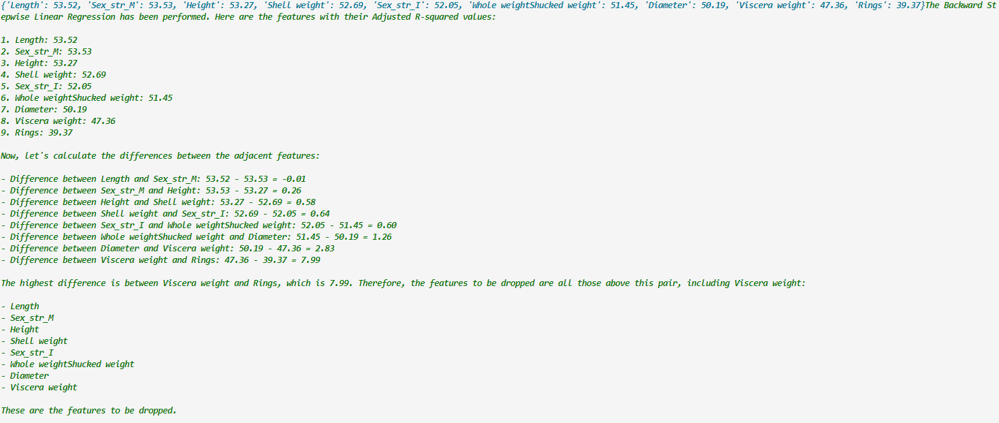 {'Length': 53.52, 'Sex_str_M': 53.53, 'Height': 53.27, 'Shell weight': 52.69, 'Sex_str_I': 52.05, 'Whole weightShucked weight': 51.45, 'Diameter': 50.19, 'Viscera weight': 47.36, 'Rings': 39.37}The Backward St
epwise Linear Regression has been performed. Here are the features with their Adjusted R-squared values:
1. Length: 53.52
2. Sex_str_M: 53.53
3. Height: 53.27
4. Shell weight: 52.69
5. Sex_str_I: 52.05
6. Whole weightShucked weight: 51.45
7. Diameter: 50.19
8. Viscera weight: 47.36
9. Rings: 39.37
Now, let's calculate the differences between the adjacent features:
- Difference between Length and Sex_str_M: 53.52 - 53.53 = -0.01
- Difference between Sex_str_M and Height: 53.53 - 53.27 = 0.26
- Difference between Height and Shell weight: 53.27 - 52.69 = 0.58
- Difference between Shell weight and Sex_str_I: 52.69 - 52.05 = 0.64
- Difference between Sex_str_I and Whole weightShucked weight: 52.05 - 51.45 = 0.60
- Difference between Whole weightShucked weight and Diameter: 51.45 - 50.19 = 1.26
- Difference between Diameter and Viscera weight: 50.19 - 47.36 = 2.83
- Difference between Viscera weight and Rings: 47.36 - 39.37 = 7.99
The highest difference is between Viscera weight and Rings, which is 7.99. Therefore, the features to be dropped are all those above this pair, including Viscera weight:
- Length
- Sex_str_M
- Height
- Shell weight
- Sex_str_I
- Whole weightShucked weight
- Diameter
- Viscera weight
These are the features to be dropped.